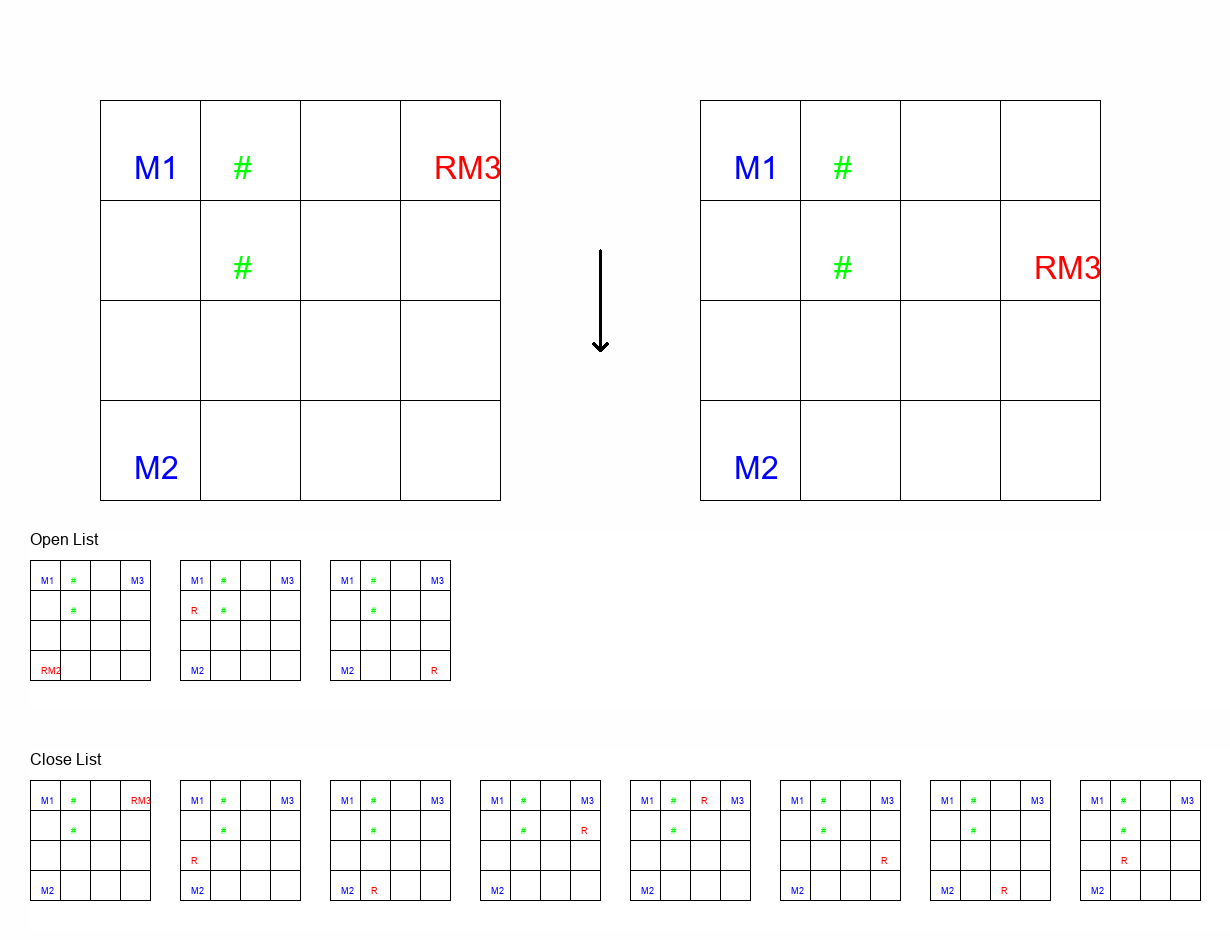 M1 # RM3 M1 #
# # RM3
M2 M2
Open List
M1 # M3 M1 # M3 M1 # M3
# R # #
RM2 M2 M2 R
Close List
M1 # RM3 M1 # M3 M1 # M3 M1 # M3 M1 # R M3 M1 # M3 M1 # M3 M1 # M3
# # # # R # # # #
R R R
M2 M2 M2 R M2 M2 M2 M2 R M2